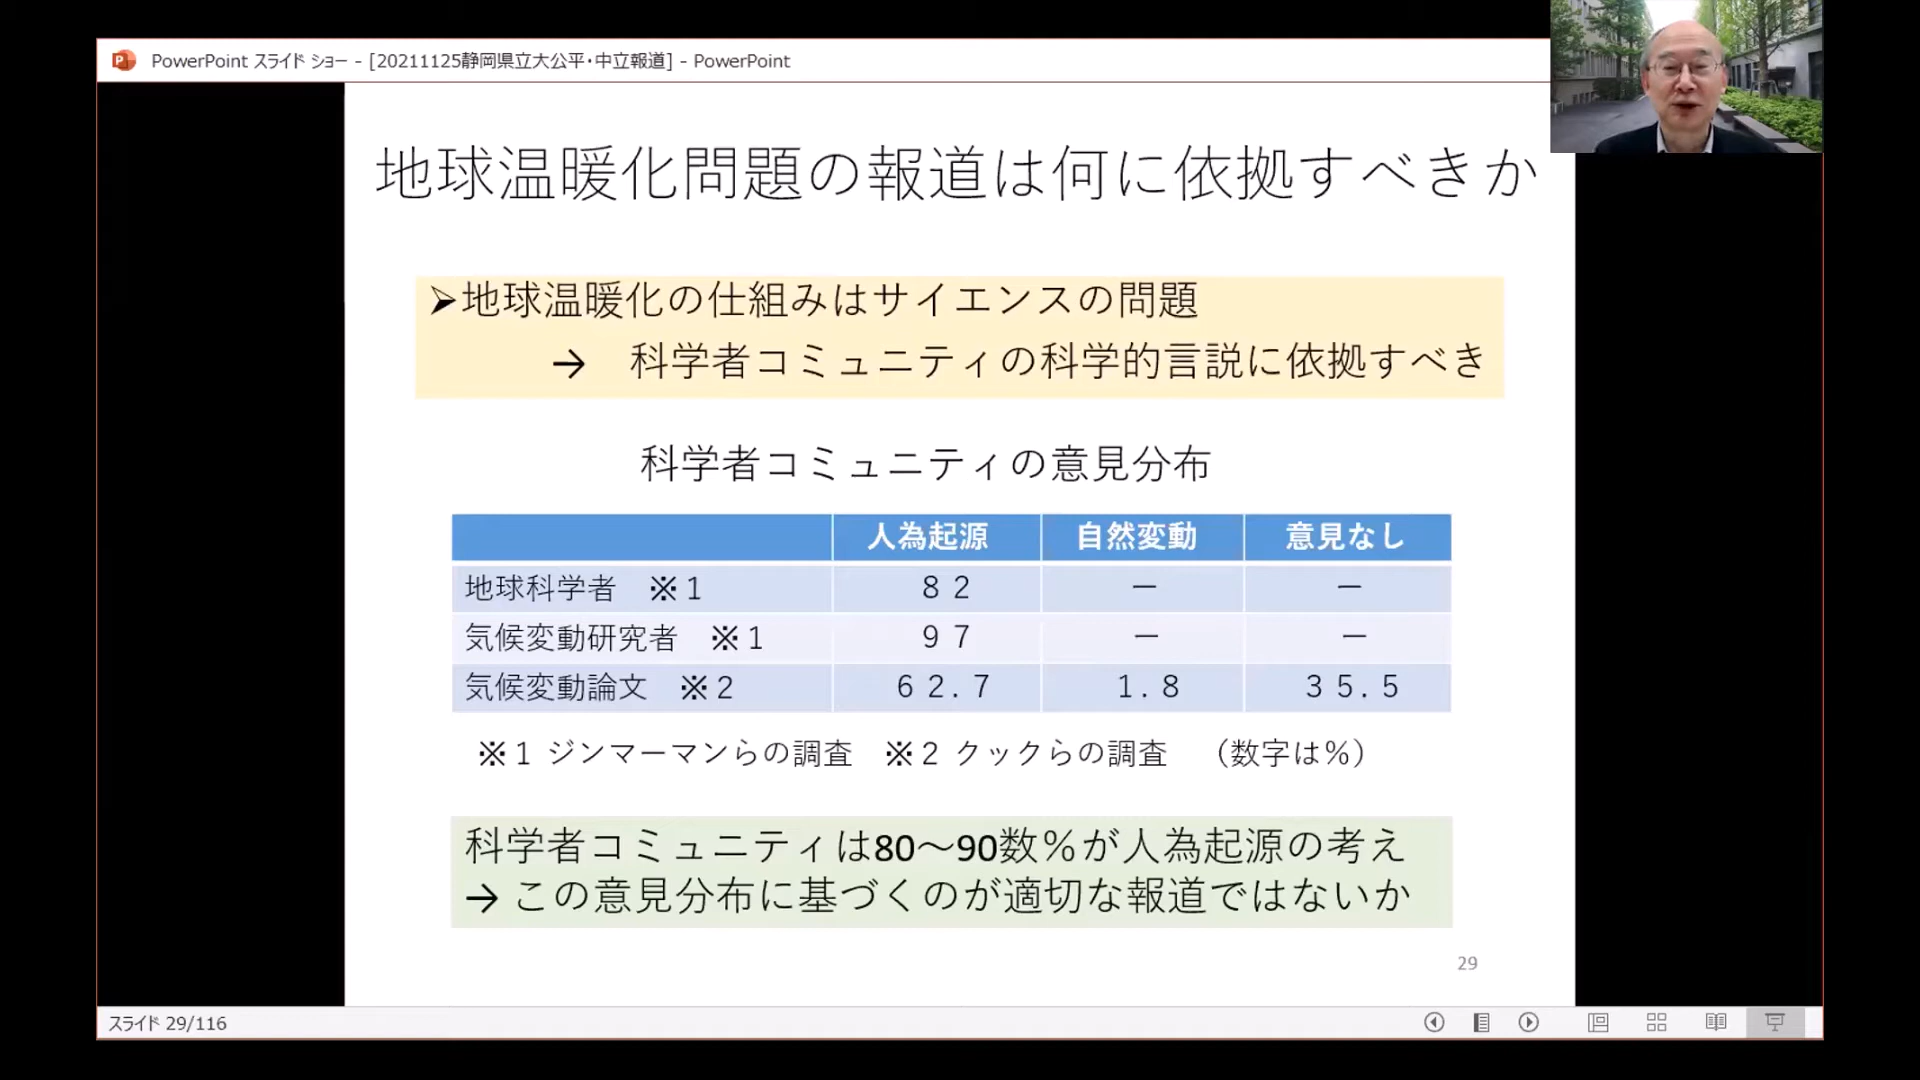 PowerPoint スライド ショー - [20211125静岡県立大公平・中立報道] - PowerPoint
地球温暖化問題の報道は何に依拠すべきか
➢地球温暖化の仕組みはサイエンスの問題
→ 科学者コミュニティの科学的言説に依拠すべき
科学者コミュニティの意見分布
人為起源 自然変動 意見なし
地球科学者 ※1 82 － －
気候変動研究者 ※1 97 － －
気候変動論文 ※2 62.7 1.8 35.5
※1 ジンマーマンらの調査 ※2 クックらの調査 （数字は%）
科学者コミュニティは80～90数%が人為起源の考え
→ この意見分布に基づくのが適切な報道ではないか
29
スライド 29/116